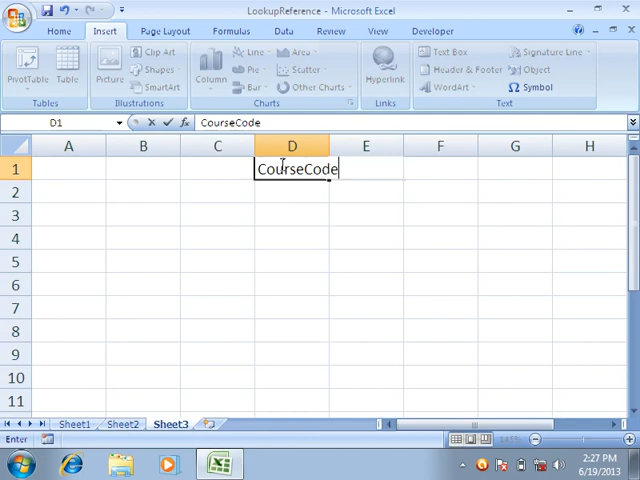 LookupReference - Microsoft Excel
Home Insert Page Layout Formulas Data Review View Developer
PivotTable Table Picture Clip Art Shapes SmartArt Column Line Pie Bar Area Scatter Other Charts Hyperlink Text Box Header & Footer WordArt Signature Line Object Symbol
Tables Illustrations Charts Links Text
D1 fx CourseCode
A B C D E F G H
1 CourseCode
2
3
4
5
6
7
8
9
10
11
Sheet1 Sheet2 Sheet3
Enter 145%
2:27 PM
6/19/2013